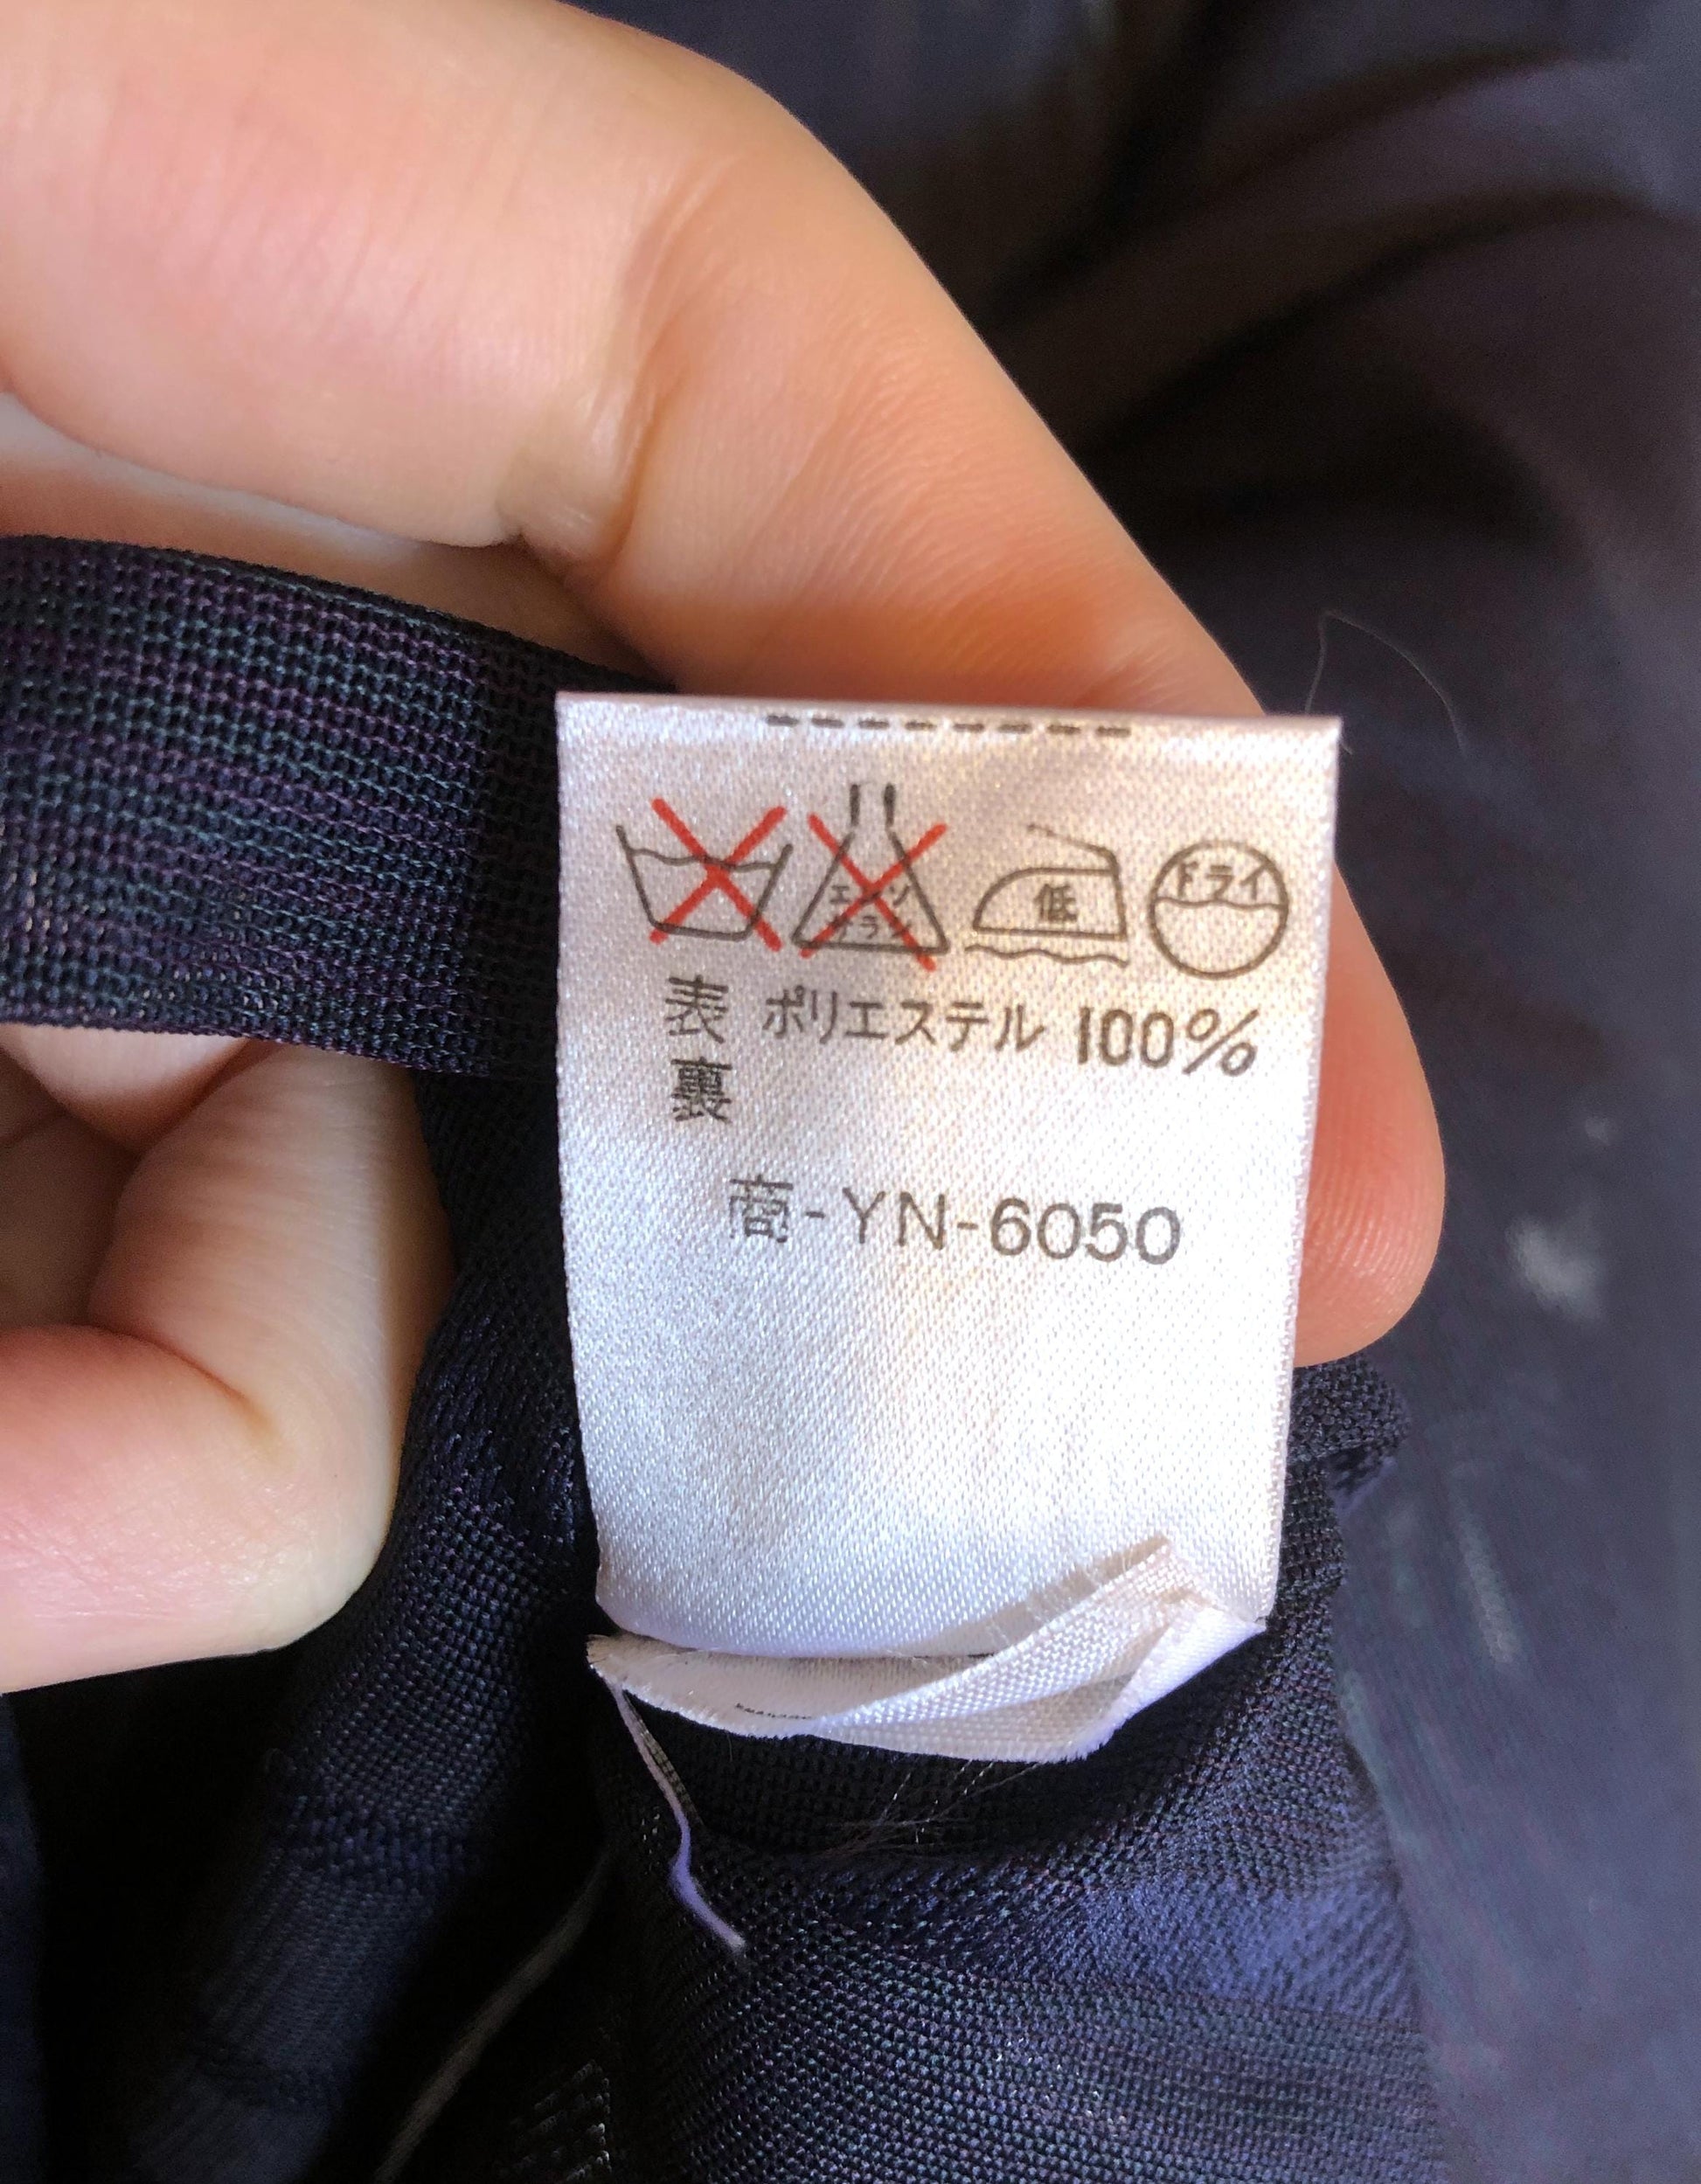 エンソ
サラシ
低
ドライ
表 ポリエステル 100%
裏
商-YN-6050